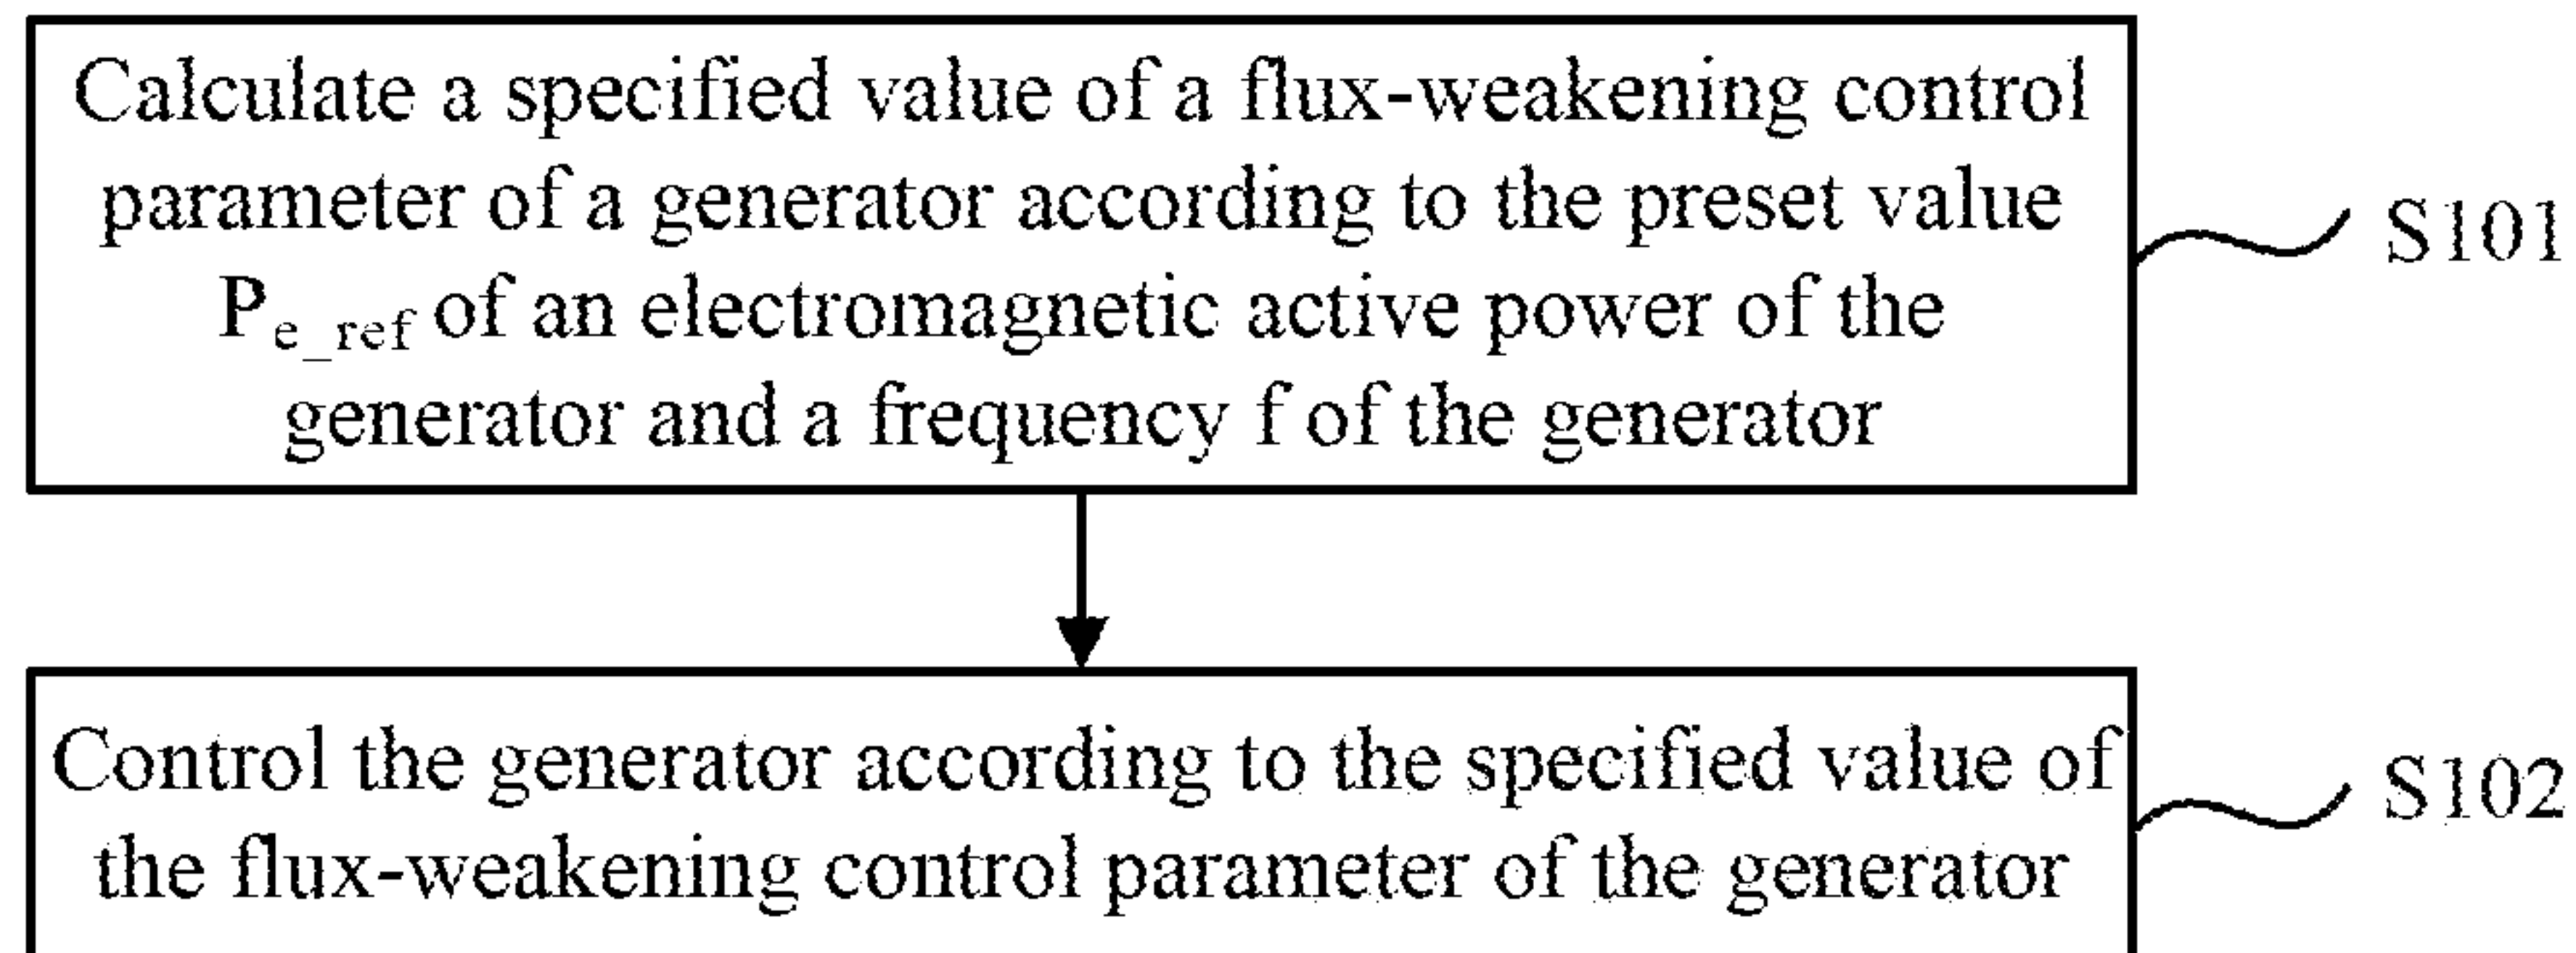 Calculate a specified value of a flux-weakening control
parameter of a generator according to the preset value
P e_ref of an electromagnetic active power of the
generator and a frequency f of the generator
S101
Control the generator according to the specified value of
the flux-weakening control parameter of the generator
S102